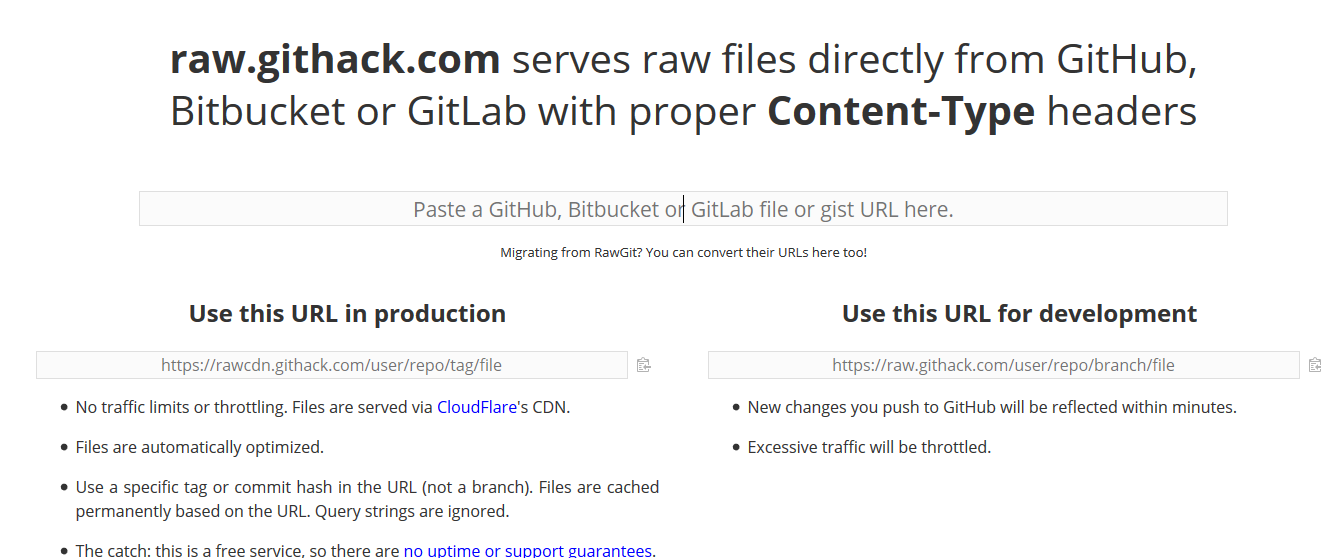 raw.githack.com serves raw files directly from GitHub,
Bitbucket or GitLab with proper Content-Type headers
Paste a GitHub, Bitbucket or GitLab file or gist URL here.
Migrating from RawGit? You can convert their URLs here too!
Use this URL in production
https://rawcdn.githack.com/user/repo/tag/file
• No traffic limits or throttling. Files are served via CloudFlare's CDN.
• Files are automatically optimized.
• Use a specific tag or commit hash in the URL (not a branch). Files are cached
permanently based on the URL. Query strings are ignored.
• The catch: this is a free service, so there are no uptime or support guarantees.
Use this URL for development
https://raw.githack.com/user/repo/branch/file
• New changes you push to GitHub will be reflected within minutes.
• Excessive traffic will be throttled.